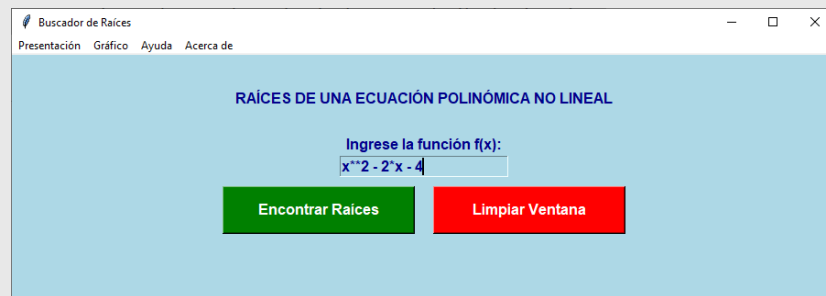 Buscador de Raíces
Presentación Gráfico Ayuda Acerca de
RAÍCES DE UNA ECUACIÓN POLINÓMICA NO LINEAL
Ingrese la función f(x):
x**2 - 2*x - 4
Encontrar Raices Limpiar Ventana